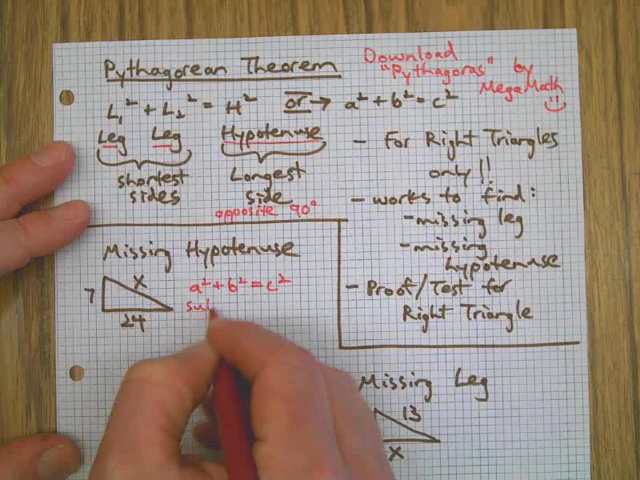 Pythagorean Theorem
Download
"Pythagoras" by
MegaMath
L₁² + L₂² = H² or → a² + b² = c²
Leg Leg Hypotenuse
shortest sides
Longest side
opposite 90°
- For Right Triangles
only!!
- works to find:
- missing leg
- missing
hypotenuse
- Proof/Test for
Right Triangle
Missing Hypotenuse
7
x
24
a² + b² = c²
sub
Missing Leg
13
x